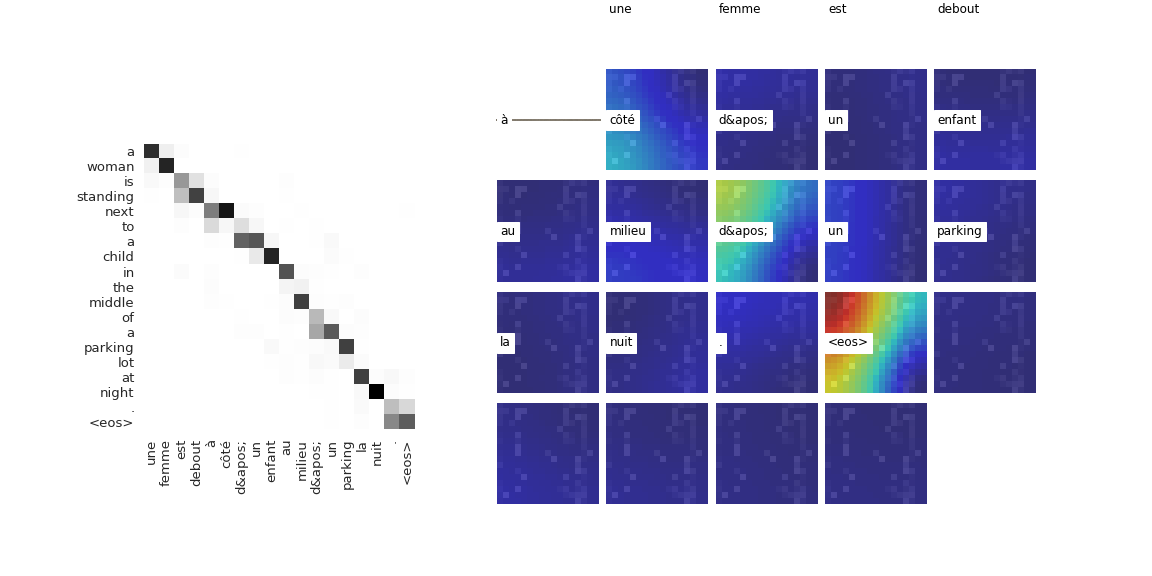 une femme est debout
à côté d&apos; un enfant
au milieu d&apos; un parking
la nuit . <eos>
a
woman
is
standing
next
to
a
child
in
the
middle
of
a
parking
lot
at
night
.
<eos>
une
femme
est
debout
à
côté
d&apos;
un
enfant
au
milieu
d&apos;
un
parking
la
nuit
.
<eos>